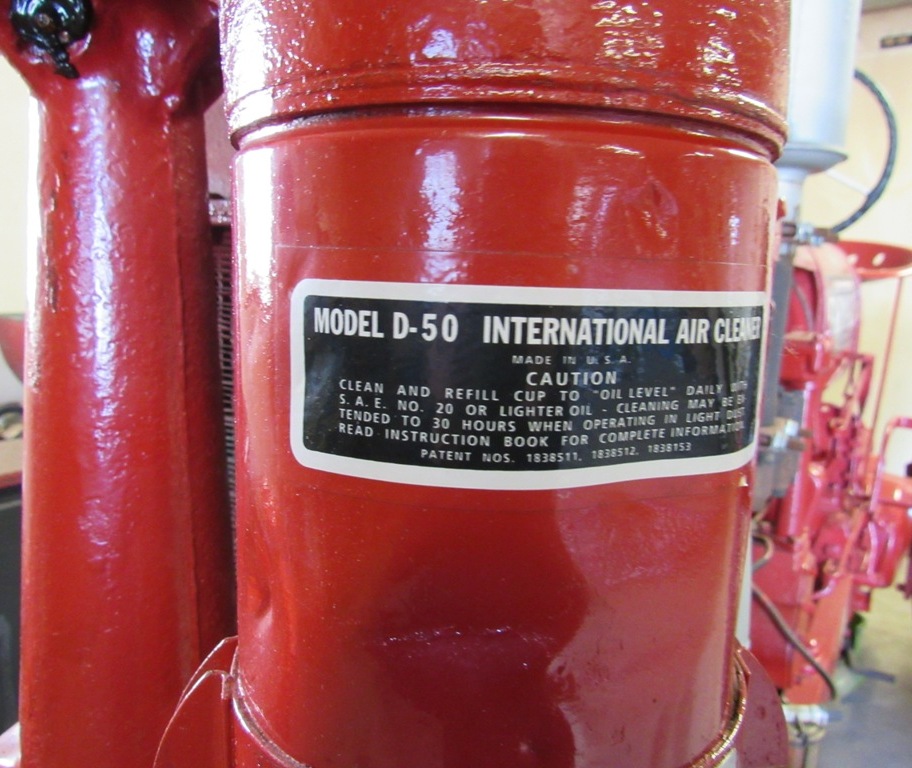 MODEL D-50 INTERNATIONAL AIR CLEANER
MADE IN U.S.A.
CAUTION
CLEAN AND REFILL CUP TO "OIL LEVEL" DAILY WITH
S.A.E. NO. 20 OR LIGHTER OIL - CLEANING MAY BE EX-
TENDED TO 30 HOURS WHEN OPERATING IN LIGHT DUST.
READ INSTRUCTION BOOK FOR COMPLETE INFORMATION.
PATENT NOS. 1838511, 1838512, 1838153